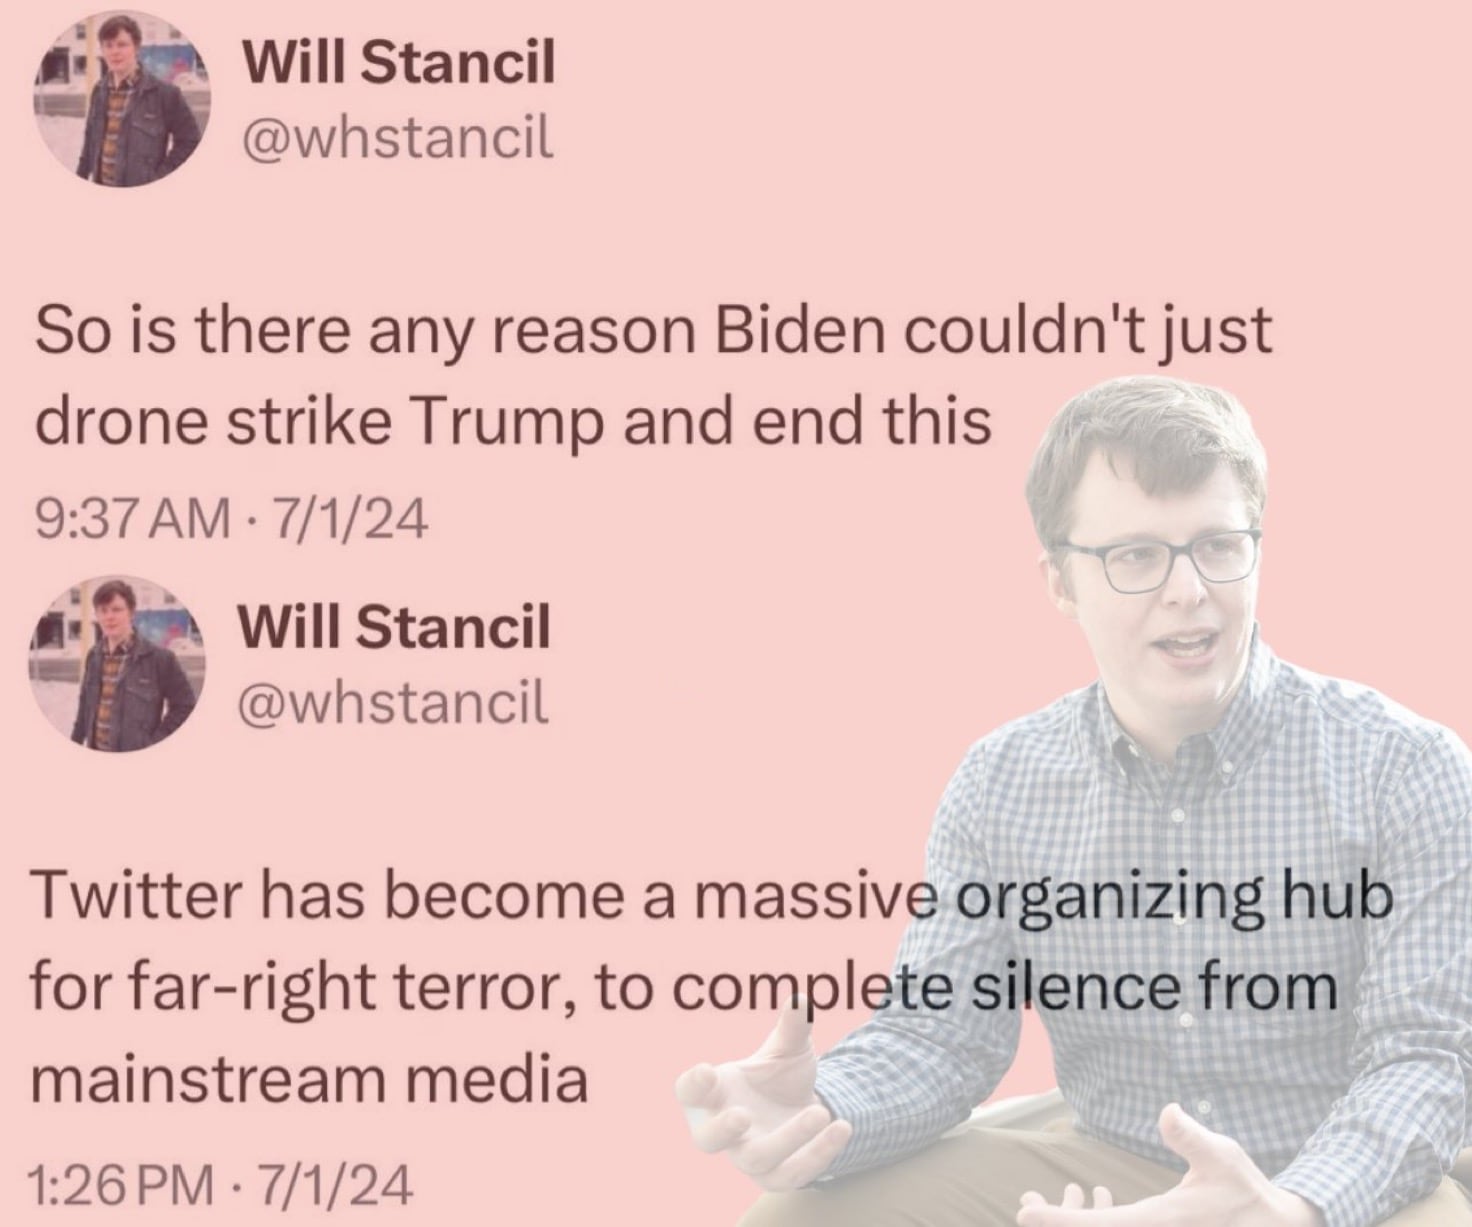 Will Stancil
@whstancil
So is there any reason Biden couldn't just
drone strike Trump and end this
9:37 AM · 7/1/24
Will Stancil
@whstancil
Twitter has become a massive organizing hub
for far-right terror, to complete silence from
mainstream media
1:26 PM · 7/1/24